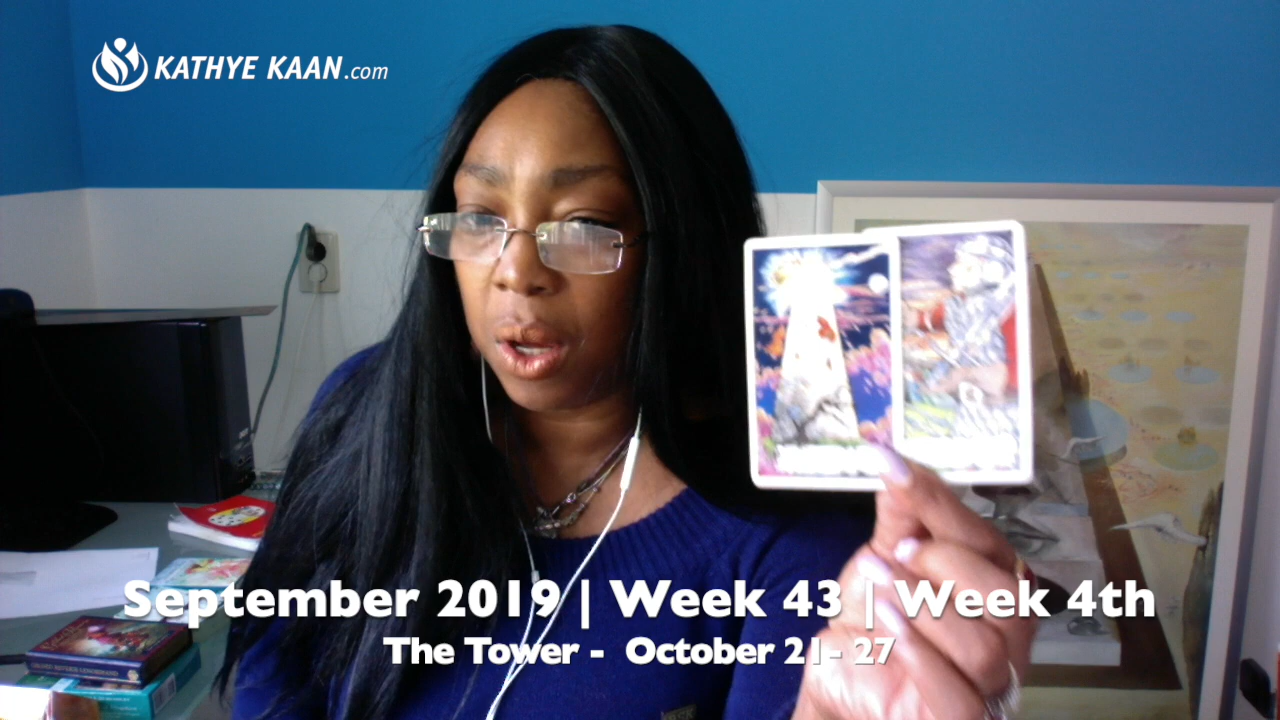 KATHYE KAAN.com
September 2019 | Week 43 | Week 4th
The Tower - October 21- 27